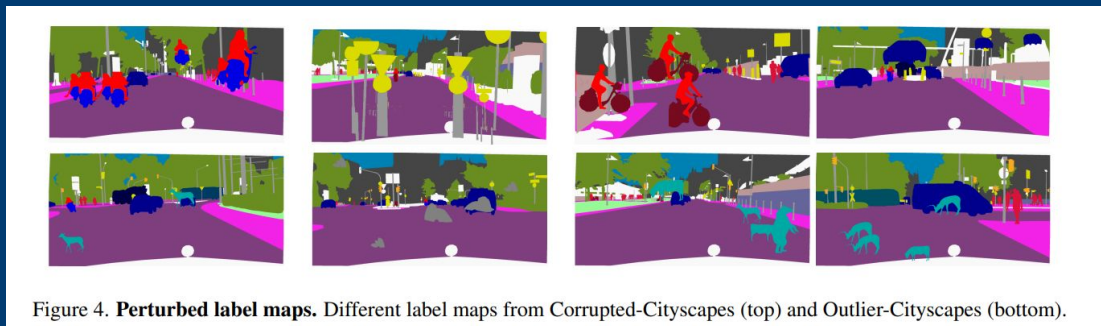 Figure 4. Perturbed label maps. Different label maps from Corrupted-Cityscapes (top) and Outlier-Cityscapes (bottom).